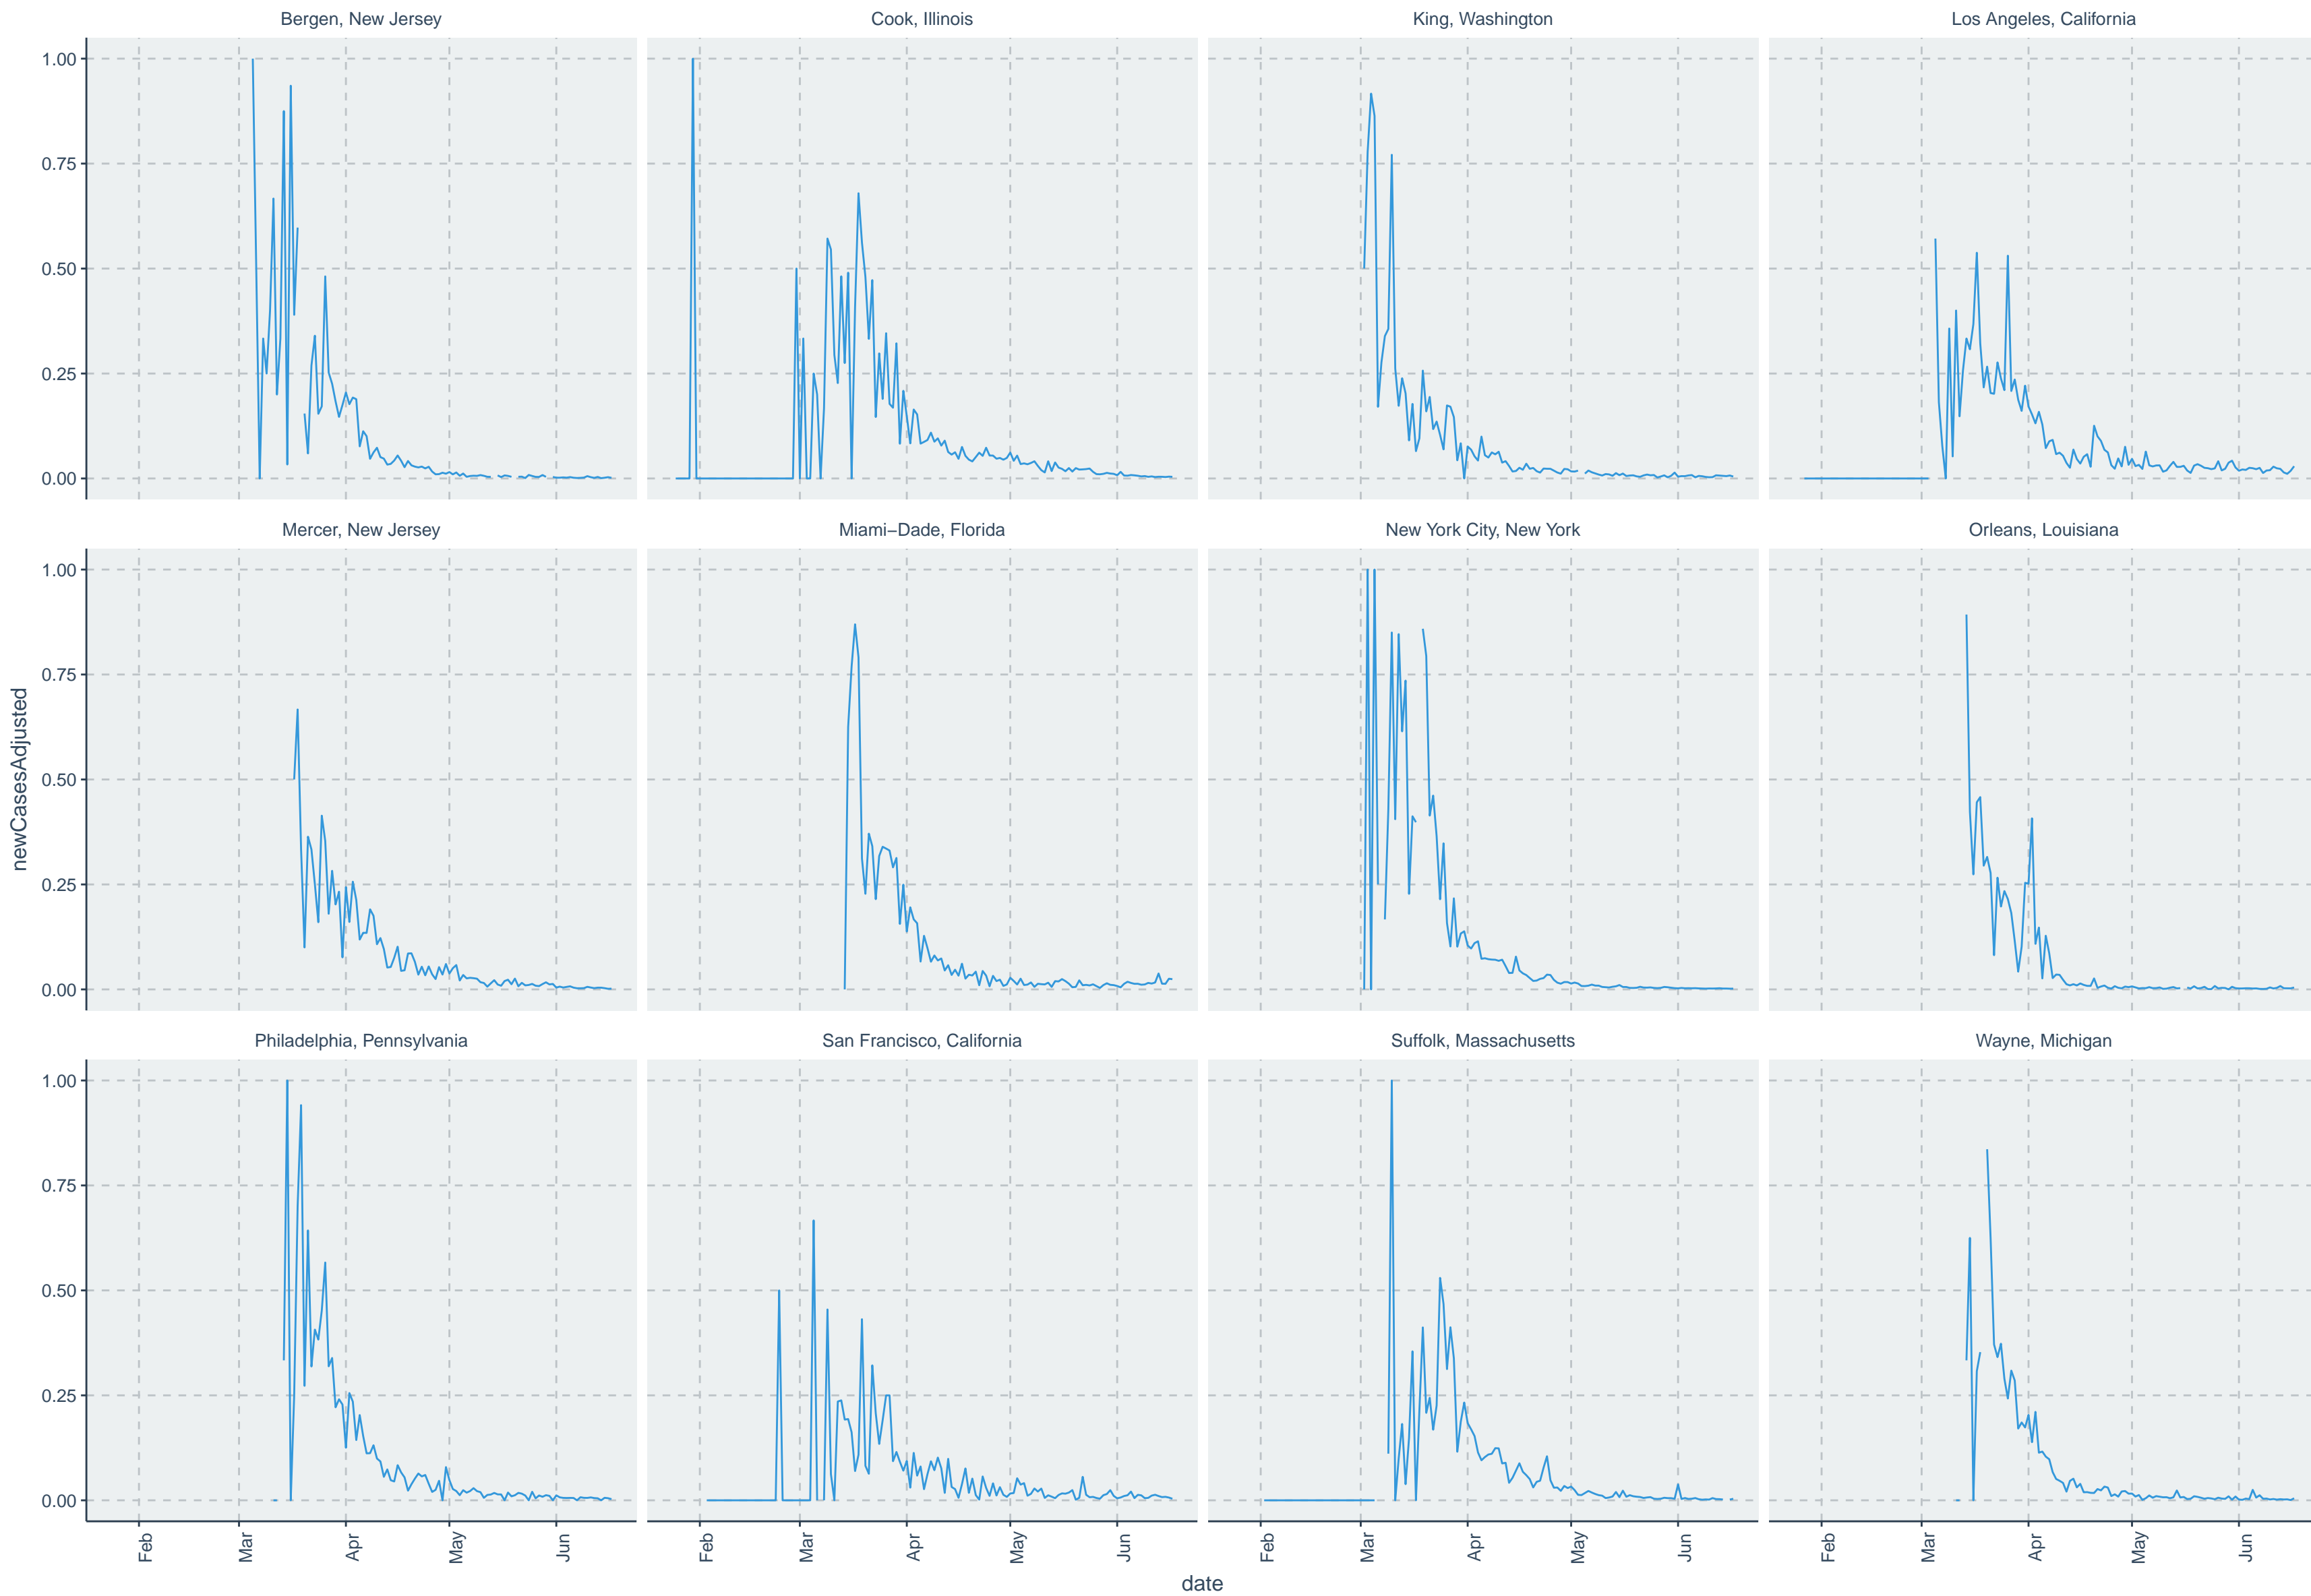 Bergen, New Jersey
Cook, Illinois
King, Washington
Los Angeles, California
1.00
0.75
0.50
0.25
0.00
Mercer, New Jersey
Miami−Dade, Florida
New York City, New York
Orleans, Louisiana
1.00
0.75
0.50
0.25
0.00
newCasesAdjusted
Philadelphia, Pennsylvania
San Francisco, California
Suffolk, Massachusetts
Wayne, Michigan
1.00
0.75
0.50
0.25
0.00
Feb Mar Apr May Jun
Feb Mar Apr May Jun
Feb Mar Apr May Jun
Feb Mar Apr May Jun
date